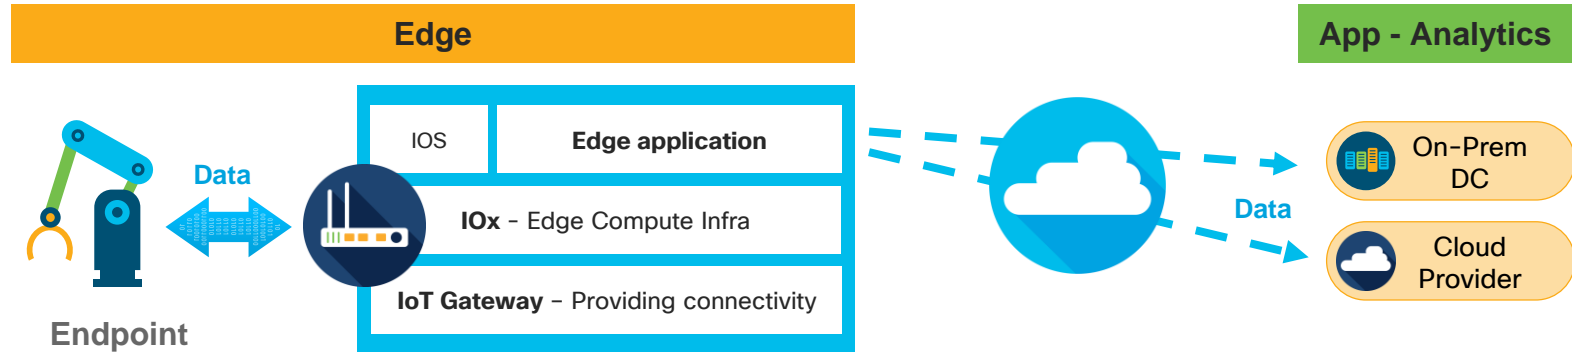 Edge
App - Analytics
IOS
Edge application
On-Prem
DC
Data
IOx - Edge Compute Infra
Data
Cloud
Provider
IoT Gateway - Providing connectivity
Endpoint